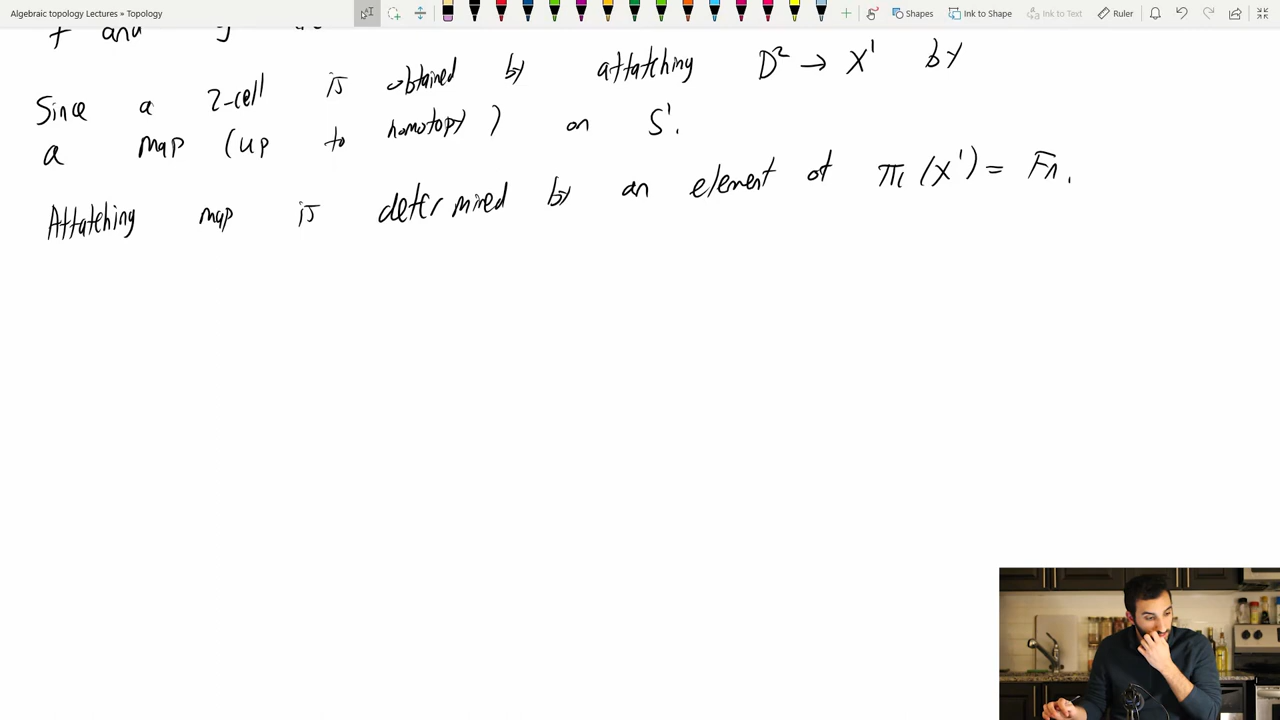 Algebraic topology Lectures » Topology
Shapes Ink to Shape Ink to Text Ruler
f and g
Since a 2-cell is obtained by attatching D² → X¹ by
a map (up to homotopy) on S¹.
Attatching map is determined by an element of π₁(X¹) = Fn.